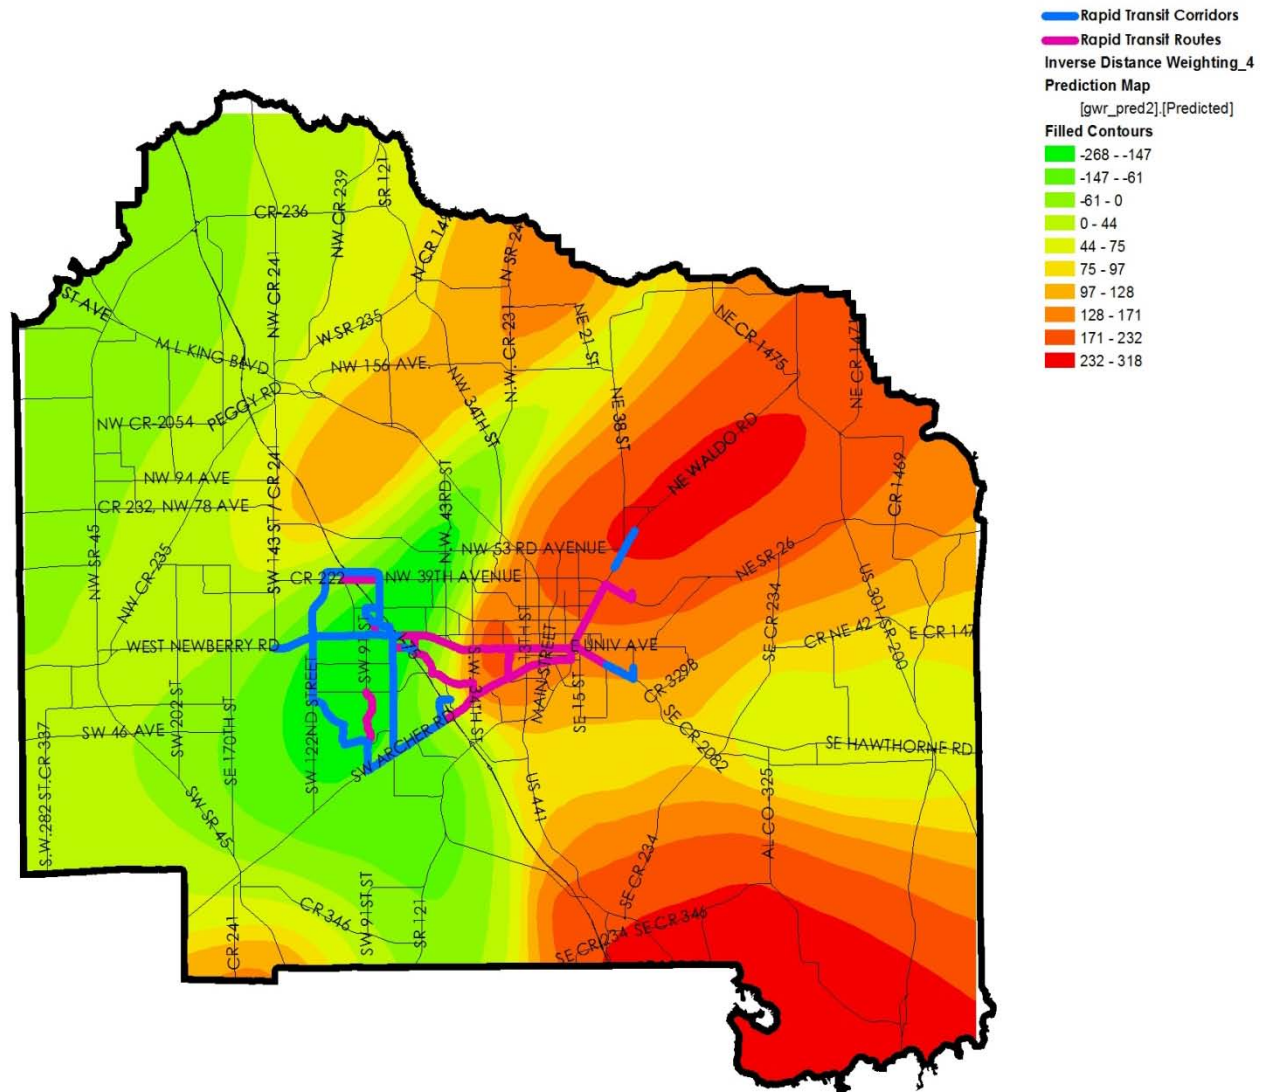 Rapid Transit Corridors
Rapid Transit Routes
Inverse Distance Weighting_4
Prediction Map
[gwr_pred2].[Predicted]
Filled Contours
-268 - -147
-147 - -61
-61 - 0
0 - 44
44 - 75
75 - 97
97 - 128
128 - 171
171 - 232
232 - 318
CR-236
NW CR 239
SR 121
N SR 24
ST AVE
NW CR 241
W SR 235
M L KING BLVD
NW 156 AVE.
N.W. CR-231
NE 21 ST
NE CR 1475
NE CR 1471
PEGGY RD
NW CR-2054
NW 34TH ST
NE 38 ST
NE WALDO RD
NW 94 AVE
CR 232, NW 78 AVE
SW 143 ST / CR 241
N.W. 43RD ST
CR 1469
NW SR-45
NW CR-235
NW 53 RD AVENUE
CR 222
NW 39TH AVENUE
NE SR-26
WEST NEWBERRY RD
SW 91 ST
I-75
13TH ST
MAIN STREET
UNIV AVE
SE CR-234
US 301/SR-200
CR NE 42
E CR 147
SW 202 ST
SE 170TH ST
SW 122ND STREET
S.W. 34TH ST.
SE 15 ST
CR 329B
SW 46 AVE
SW ARCHER RD
SE CR-2082
SE HAWTHORNE RD
S.W.282 ST.CR-337
SW SR 45
US 441
AL CO -325
SE CR 234
CR 346
SW 91ST ST
SR 121
CR 241
SE CR 234
SE CR 346